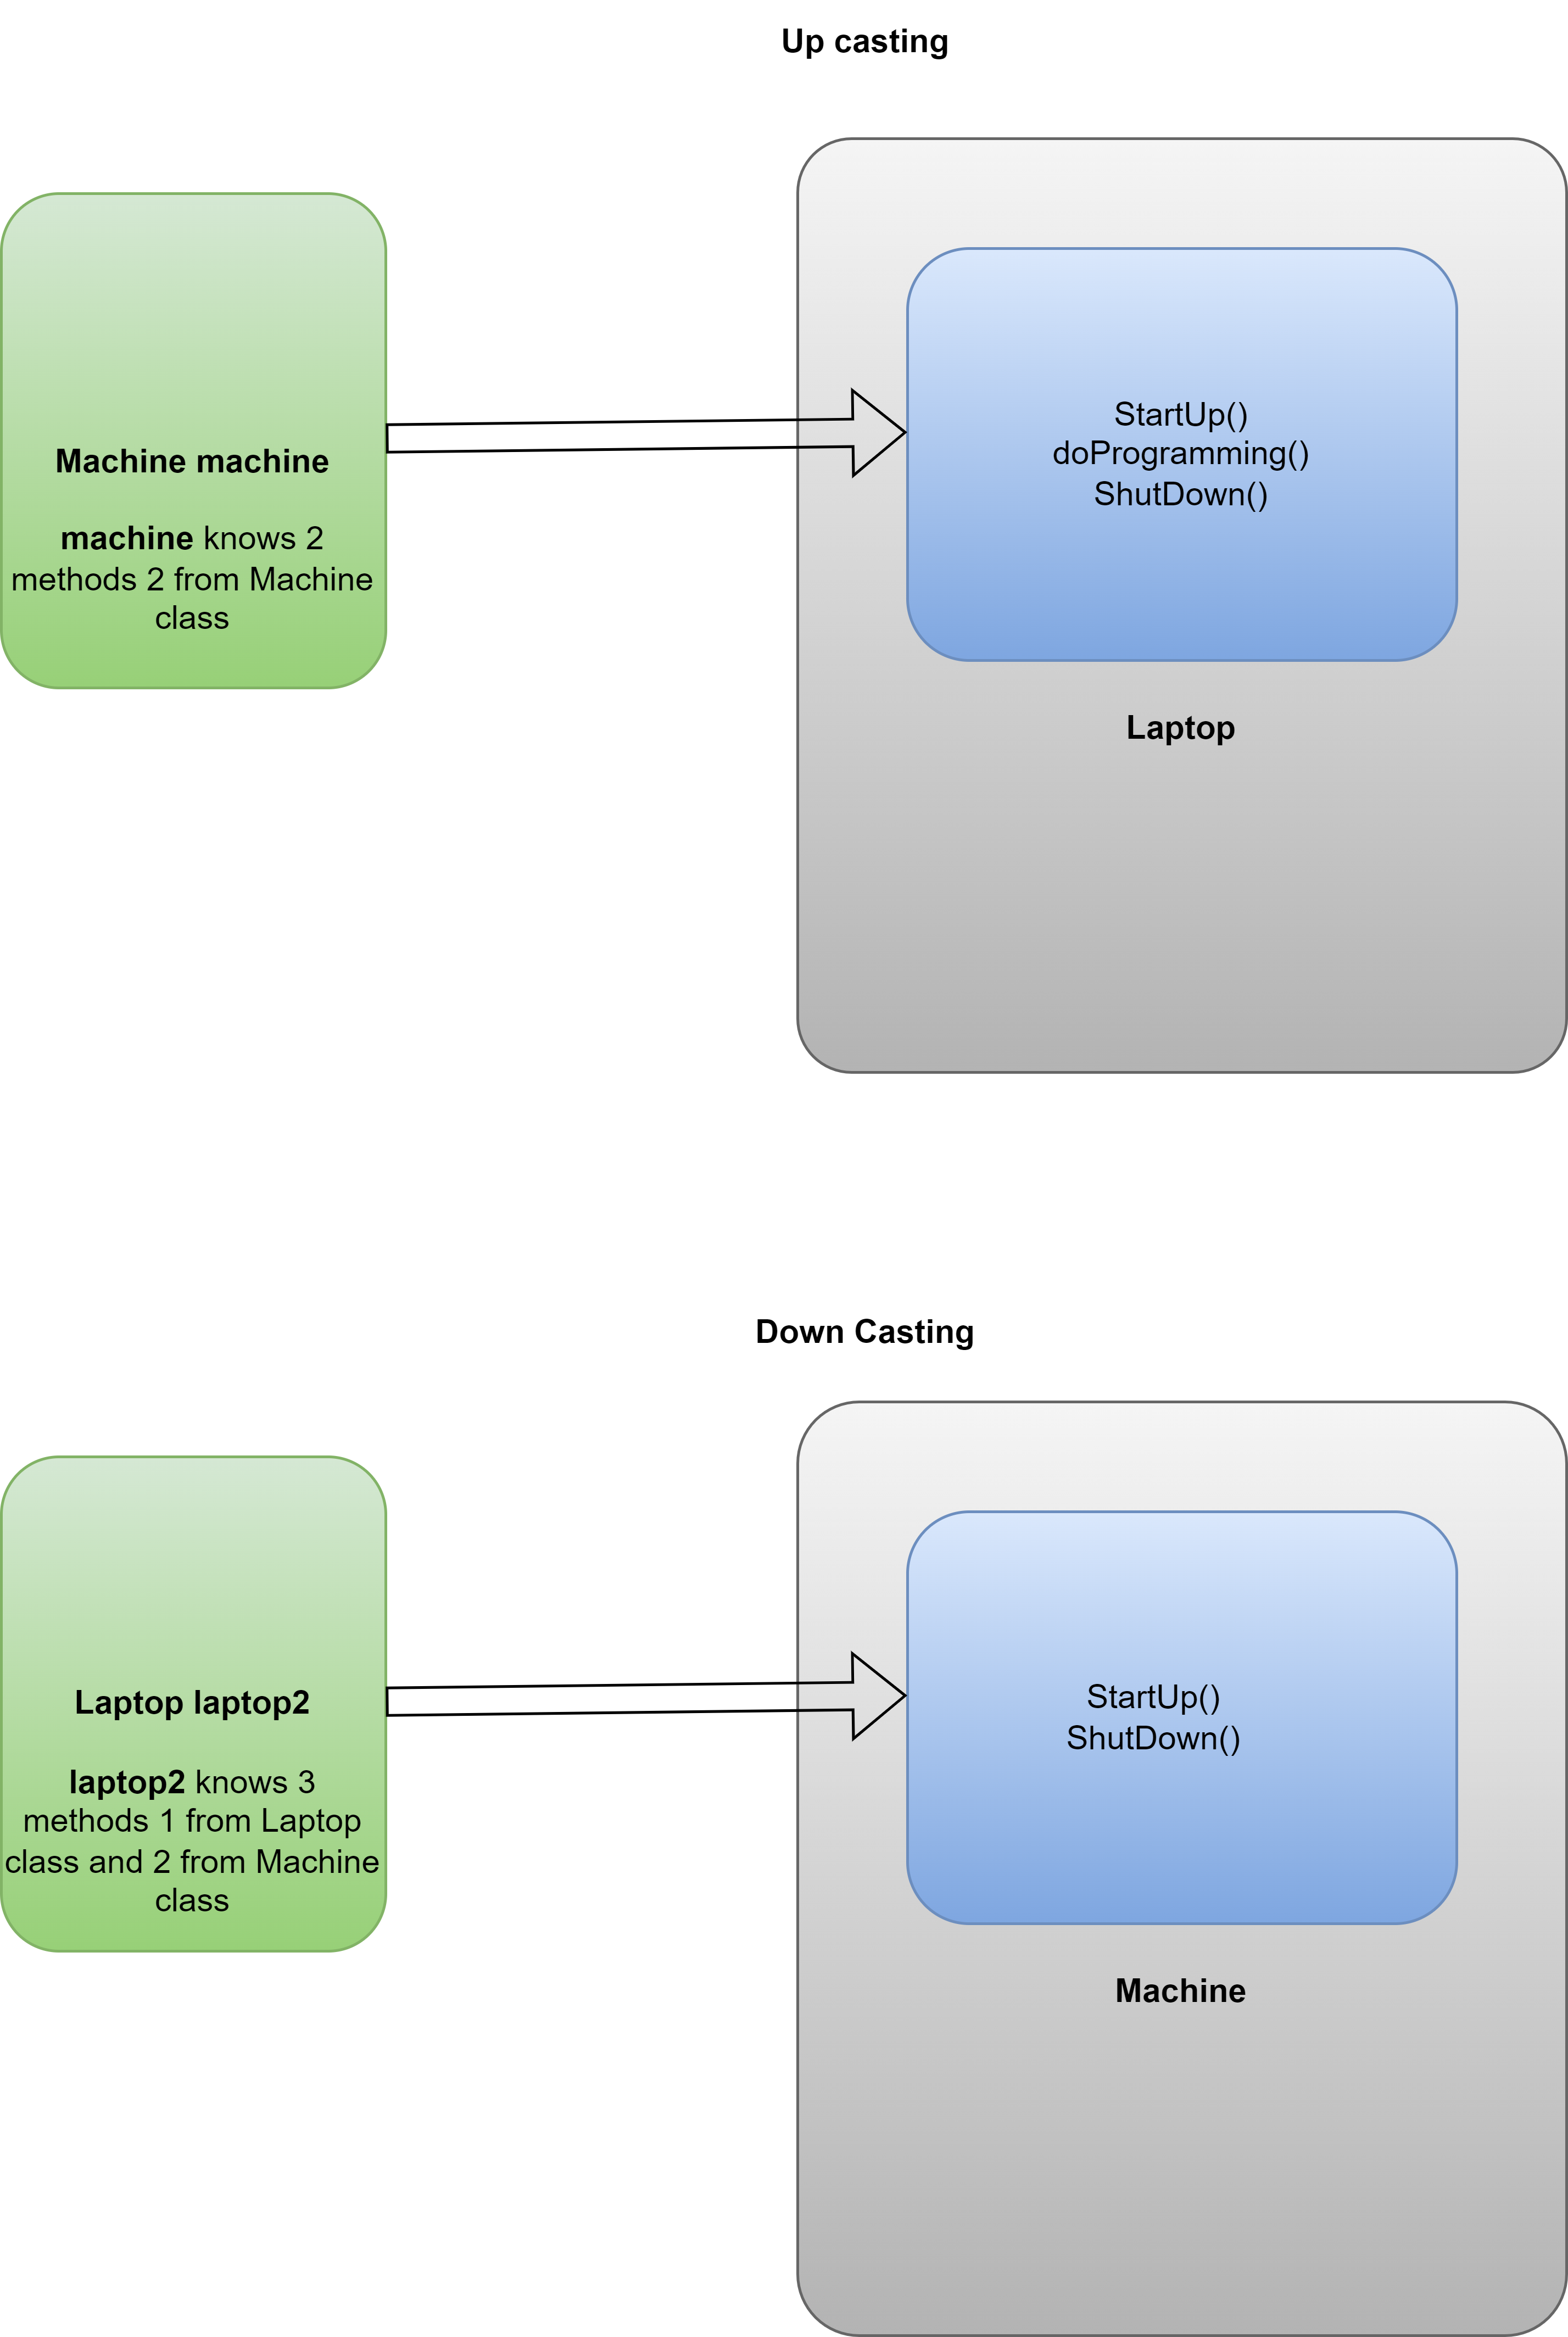 Up casting
Machine machine
machine knows 2
methods 2 from Machine
class
StartUp()
doProgramming()
ShutDown()
Laptop
Down Casting
Laptop laptop2
laptop2 knows 3
methods 1 from Laptop
class and 2 from Machine
class
StartUp()
ShutDown()
Machine